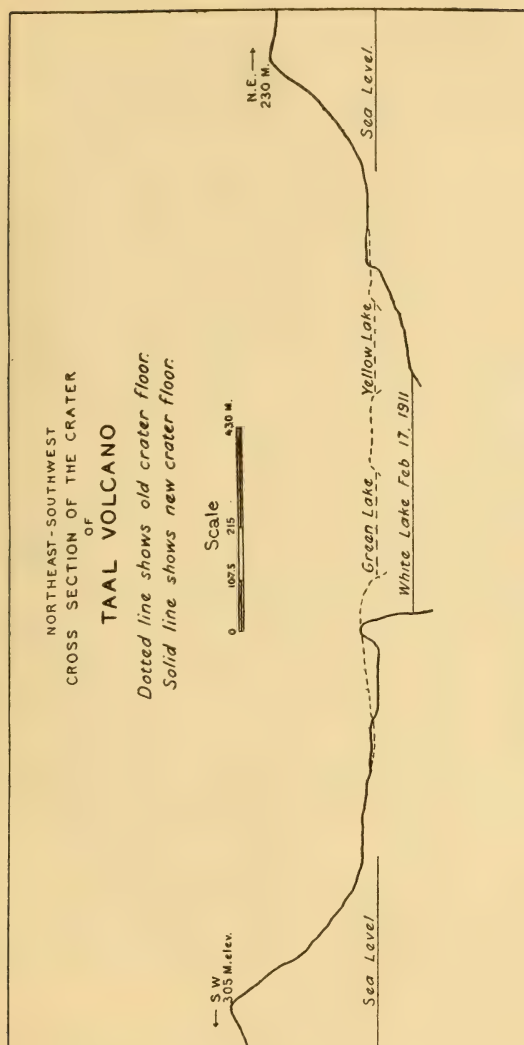 NORTHEAST-SOUTHWEST
CROSS SECTION OF THE CRATER
OF
TAAL VOLCANO
Dotted line shows old crater floor.
Solid line shows new crater floor.
Scale
0 107.5 215 430 M.
← S W
305 M. elev.
N.E. →
230 M.
Sea Level
Green Lake
Yellow Lake
Sea Level.
White Lake Feb 17. 1911